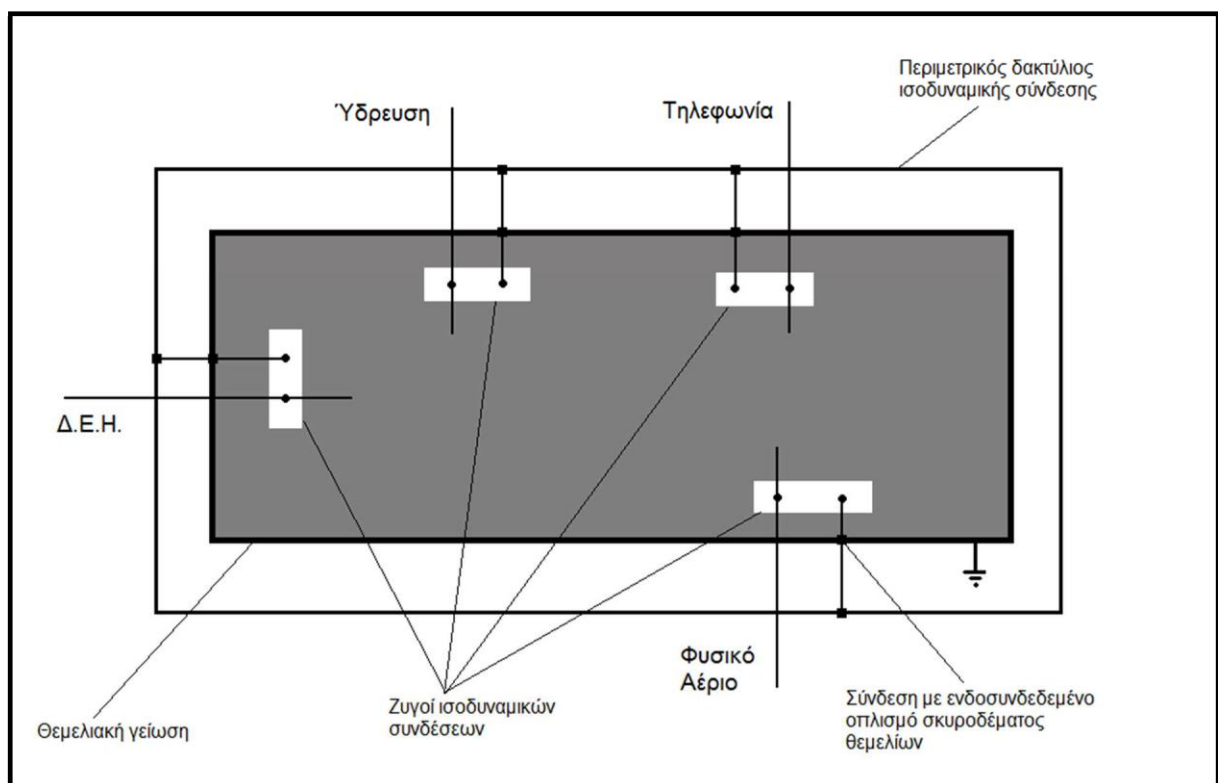 Περιμετρικός δακτύλιος
ισοδυναμικής σύνδεσης
Ύδρευση
Τηλεφωνία
Δ.Ε.Η.
Φυσικό
Αέριο
Θεμελιακή γείωση
Ζυγοί ισοδυναμικών
συνδέσεων
Σύνδεση με ενδοσυνδεδεμένο
οπλισμό σκυροδέματος
θεμελίων